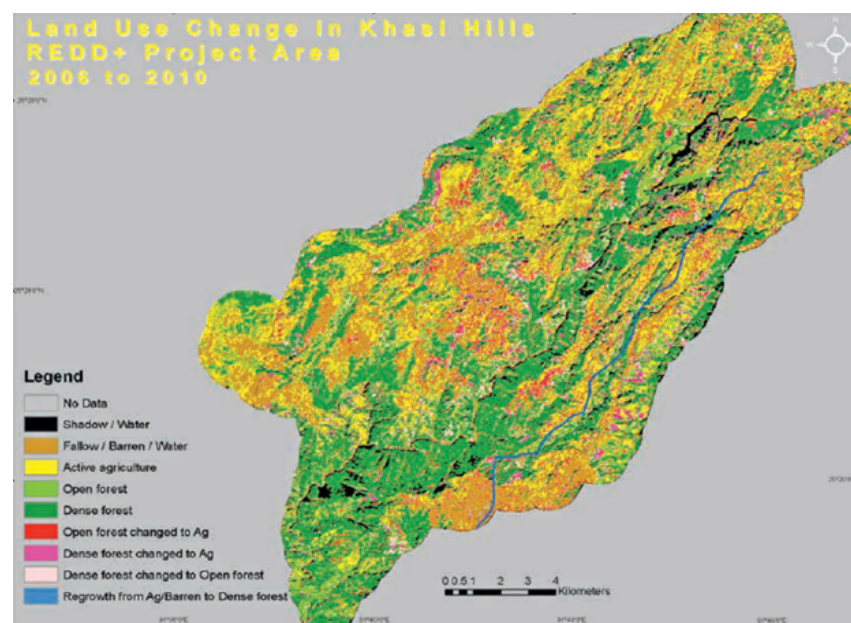 Land Use Change in Khasi Hills
REDD+ Project Area
2006 to 2010
N
W
S
Legend
No Data
Shadow / Water
Fallow / Barren / Water
Active agriculture
Open forest
Dense forest
Open forest changed to Ag
Dense forest changed to Ag
Dense forest changed to Open forest
Regrowth from Ag/Barren to Dense forest
0 0.5 1 2 3 4
Kilometers